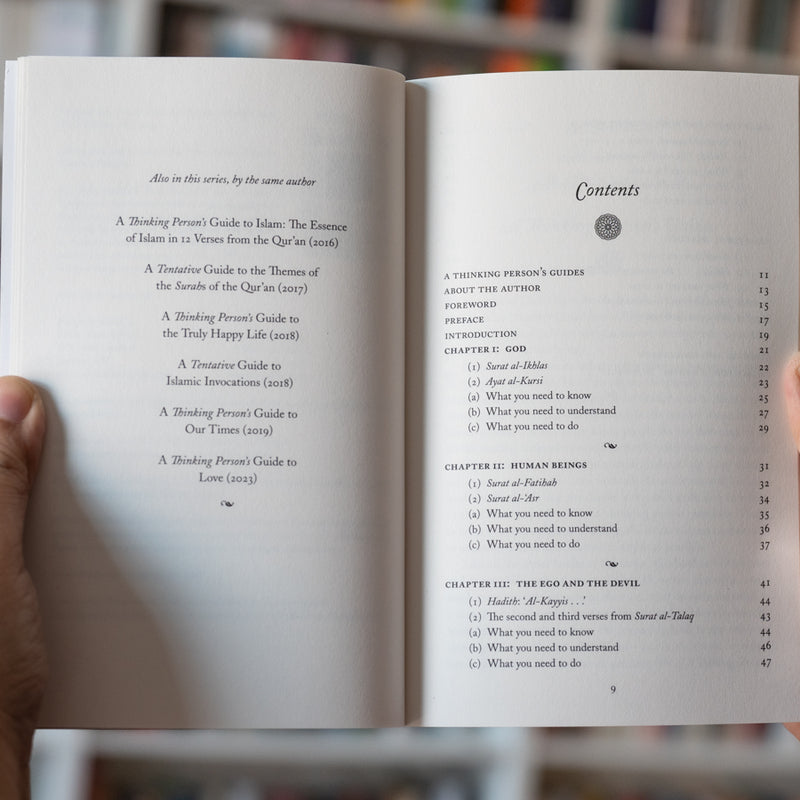 Also in this series, by the same author
A Thinking Person's Guide to Islam: The Essence
of Islam in 12 Verses from the Qur'an (2016)
A Tentative Guide to the Themes of
the Surahs of the Qur'an (2017)
A Thinking Person's Guide to
the Truly Happy Life (2018)
A Tentative Guide to
Islamic Invocations (2018)
A Thinking Person's Guide to
Our Times (2019)
A Thinking Person's Guide to
Love (2023)
Contents
A THINKING PERSON'S GUIDES 11
ABOUT THE AUTHOR 13
FOREWORD 15
PREFACE 17
INTRODUCTION 19
CHAPTER I: GOD 21
(1) Surat al-Ikhlas 22
(2) Ayat al-Kursi 23
(a) What you need to know 25
(b) What you need to understand 27
(c) What you need to do 29
CHAPTER II: HUMAN BEINGS 31
(1) Surat al-Fatihah 32
(2) Surat al-'Asr 34
(a) What you need to know 35
(b) What you need to understand 36
(c) What you need to do 37
CHAPTER III: THE EGO AND THE DEVIL 41
(1) Hadith: 'Al-Kayyis . . .' 44
(2) The second and third verses from Surat al-Talaq 43
(a) What you need to know 44
(b) What you need to understand 46
(c) What you need to do 47
9